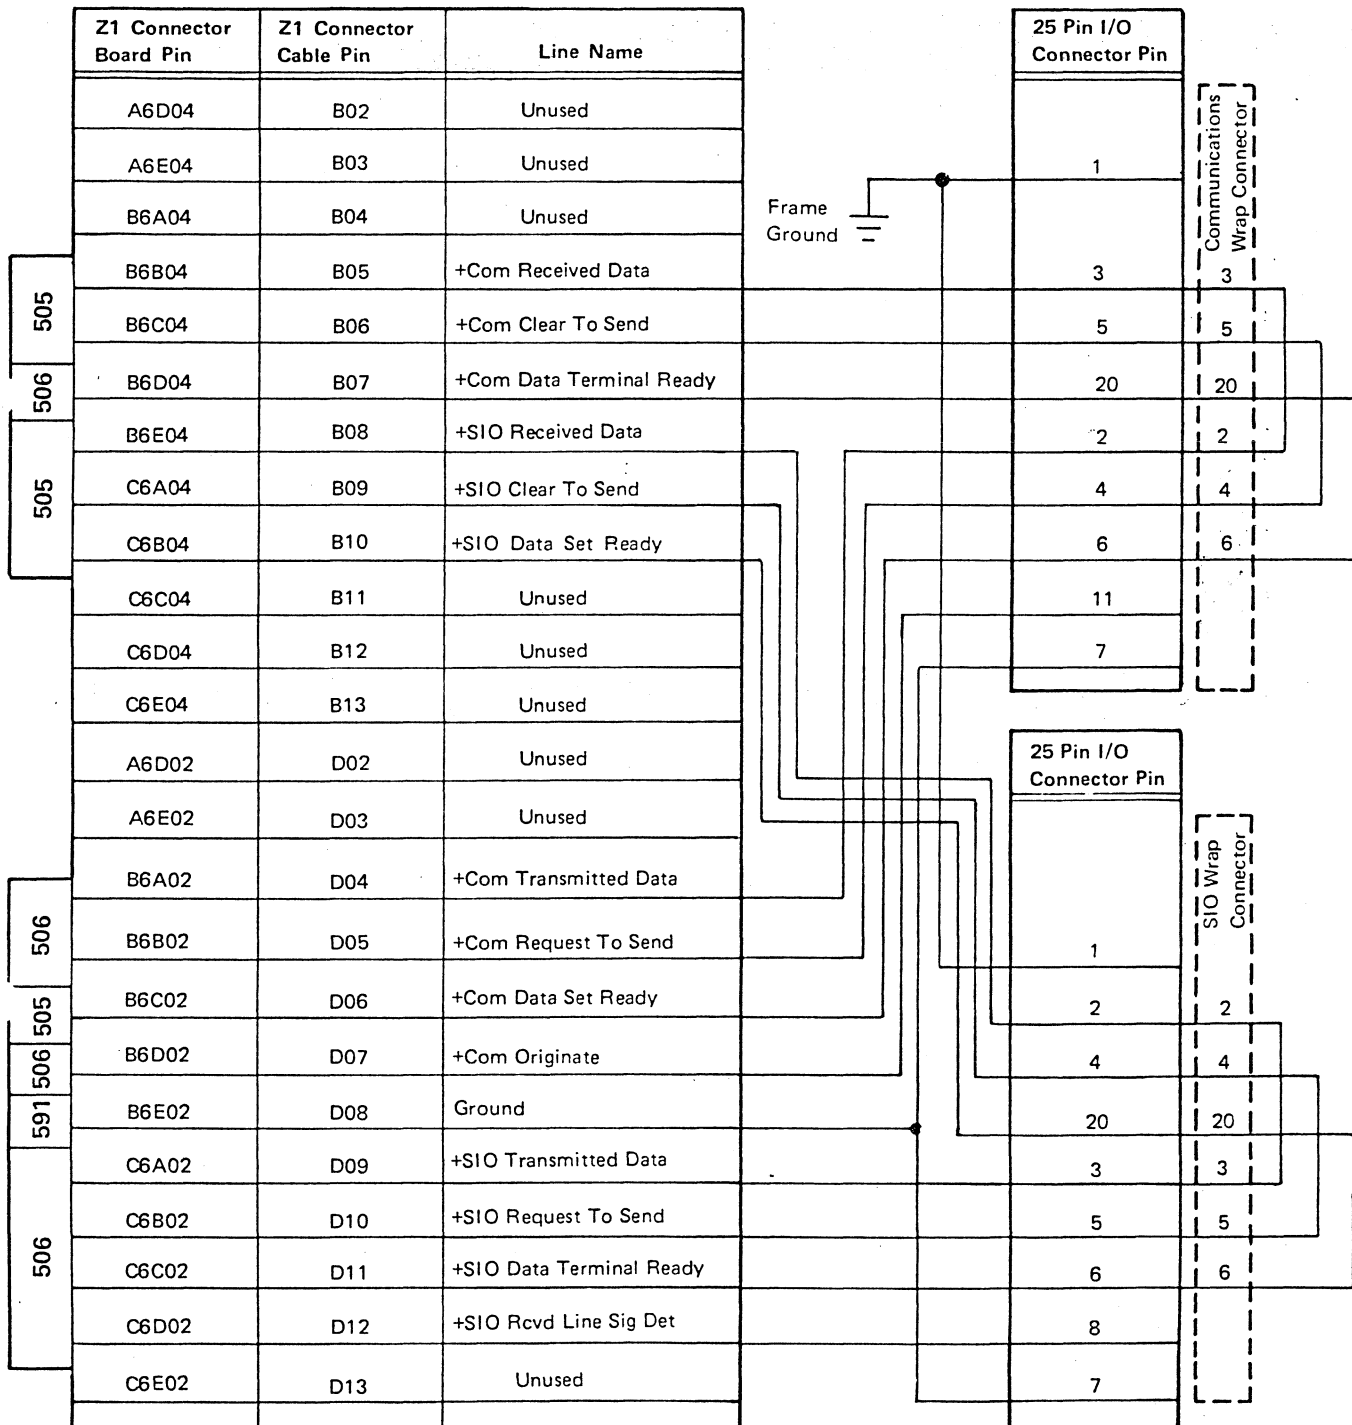 Z1 Connector Board Pin | Z1 Connector Cable Pin | Line Name
A6D04 B02 Unused
A6E04 B03 Unused
B6A04 B04 Unused
B6B04 B05 +Com Received Data
B6C04 B06 +Com Clear To Send
B6D04 B07 +Com Data Terminal Ready
B6E04 B08 +SIO Received Data
C6A04 B09 +SIO Clear To Send
C6B04 B10 +SIO Data Set Ready
C6C04 B11 Unused
C6D04 B12 Unused
C6E04 B13 Unused
A6D02 D02 Unused
A6E02 D03 Unused
B6A02 D04 +Com Transmitted Data
B6B02 D05 +Com Request To Send
B6C02 D06 +Com Data Set Ready
B6D02 D07 +Com Originate
B6E02 D08 Ground
C6A02 D09 +SIO Transmitted Data
C6B02 D10 +SIO Request To Send
C6C02 D11 +SIO Data Terminal Ready
C6D02 D12 +SIO Rcvd Line Sig Det
C6E02 D13 Unused
505
506
505
506
505
506
591
506
Frame
Ground
25 Pin I/O
Connector Pin
1
3
5
20
2
4
6
11
7
Communications
Wrap Connector
3
5
20
2
4
6
25 Pin I/O
Connector Pin
1
2
4
20
3
5
6
8
7
SIO Wrap
Connector
2
4
20
3
5
6